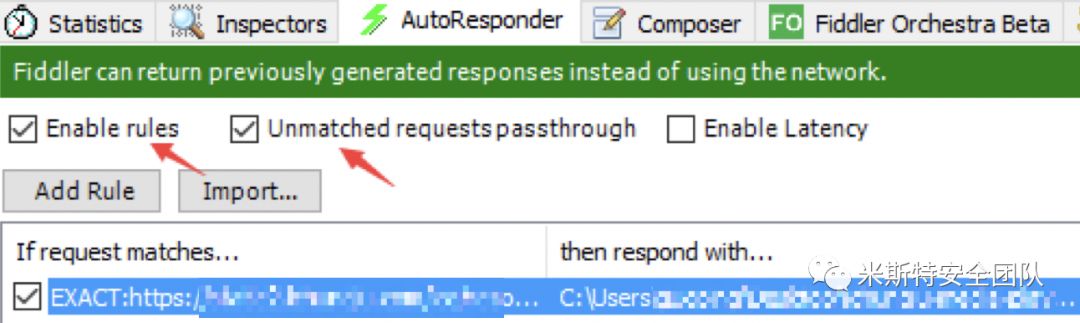 Statistics Inspectors AutoResponder Composer FO Fiddler Orchestra Beta
Fiddler can return previously generated responses instead of using the network.
Enable rules Unmatched requests passthrough Enable Latency
Add Rule Import...
If request matches... then respond with...
EXACT:https:/ o... C:\Users ...
米斯特安全团队